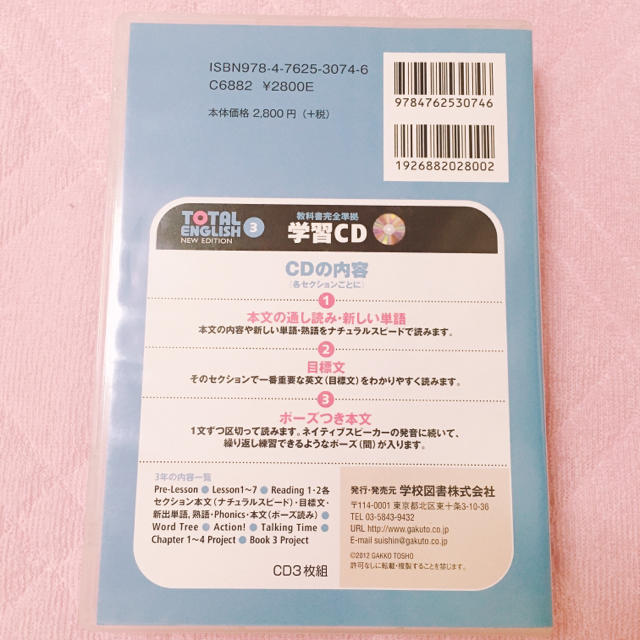 ISBN978-4-7625-3074-6
C6882 ¥2800E
本体価格 2,800円（+税）
9784762530746
1926882028002
TOTAL
ENGLISH 3
NEW EDITION
教科書完全準拠
学習CD
CDの内容
（各セクションごとに）
1
本文の通し読み・新しい単語
本文の内容や新しい単語・熟語をナチュラルスピードで読みます。
2
目標文
そのセクションで一番重要な英文（目標文）をわかりやすく読みます。
3
ポーズつき本文
1文ずつ区切って読みます。ネイティブスピーカーの発音に続いて、
繰り返し練習できるようなポーズ（間）が入ります。
3年の内容一覧
Pre-Lesson ● Lesson1〜7 ● Reading 1・2各
セクション本文（ナチュラルスピード）・目標文・
新出単語、熟語・Phonics・本文（ポーズ読み）●
Word Tree ● Action! ● Talking Time ●
Chapter 1〜4 Project ● Book 3 Project
CD3枚組
発行・発売元 学校図書株式会社
〒114-0001 東京都北区東十条3-10-36
TEL 03-5843-9432
URL http://www.gakuto.co.jp
E-mail suishin@gakuto.co.jp
©2012 GAKKO TOSHO
許可なしに転載・複製することを禁じます。